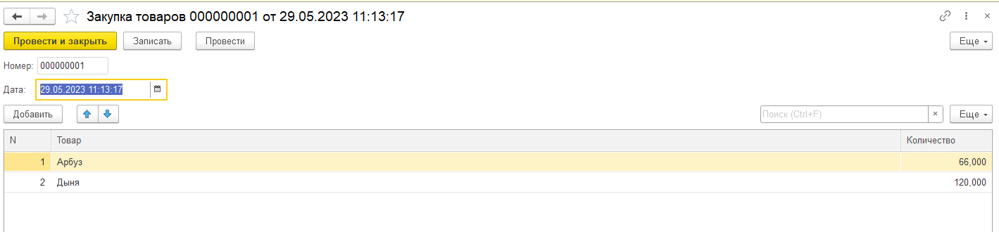 Закупка товаров 000000001 от 29.05.2023 11:13:17
Провести и закрыть Записать Провести Еще
Номер: 000000001
Дата: 29.05.2023 11:13:17
Добавить Поиск (Ctrl+F) × Еще
N Товар Количество
1 Арбуз 66,000
2 Дыня 120,000